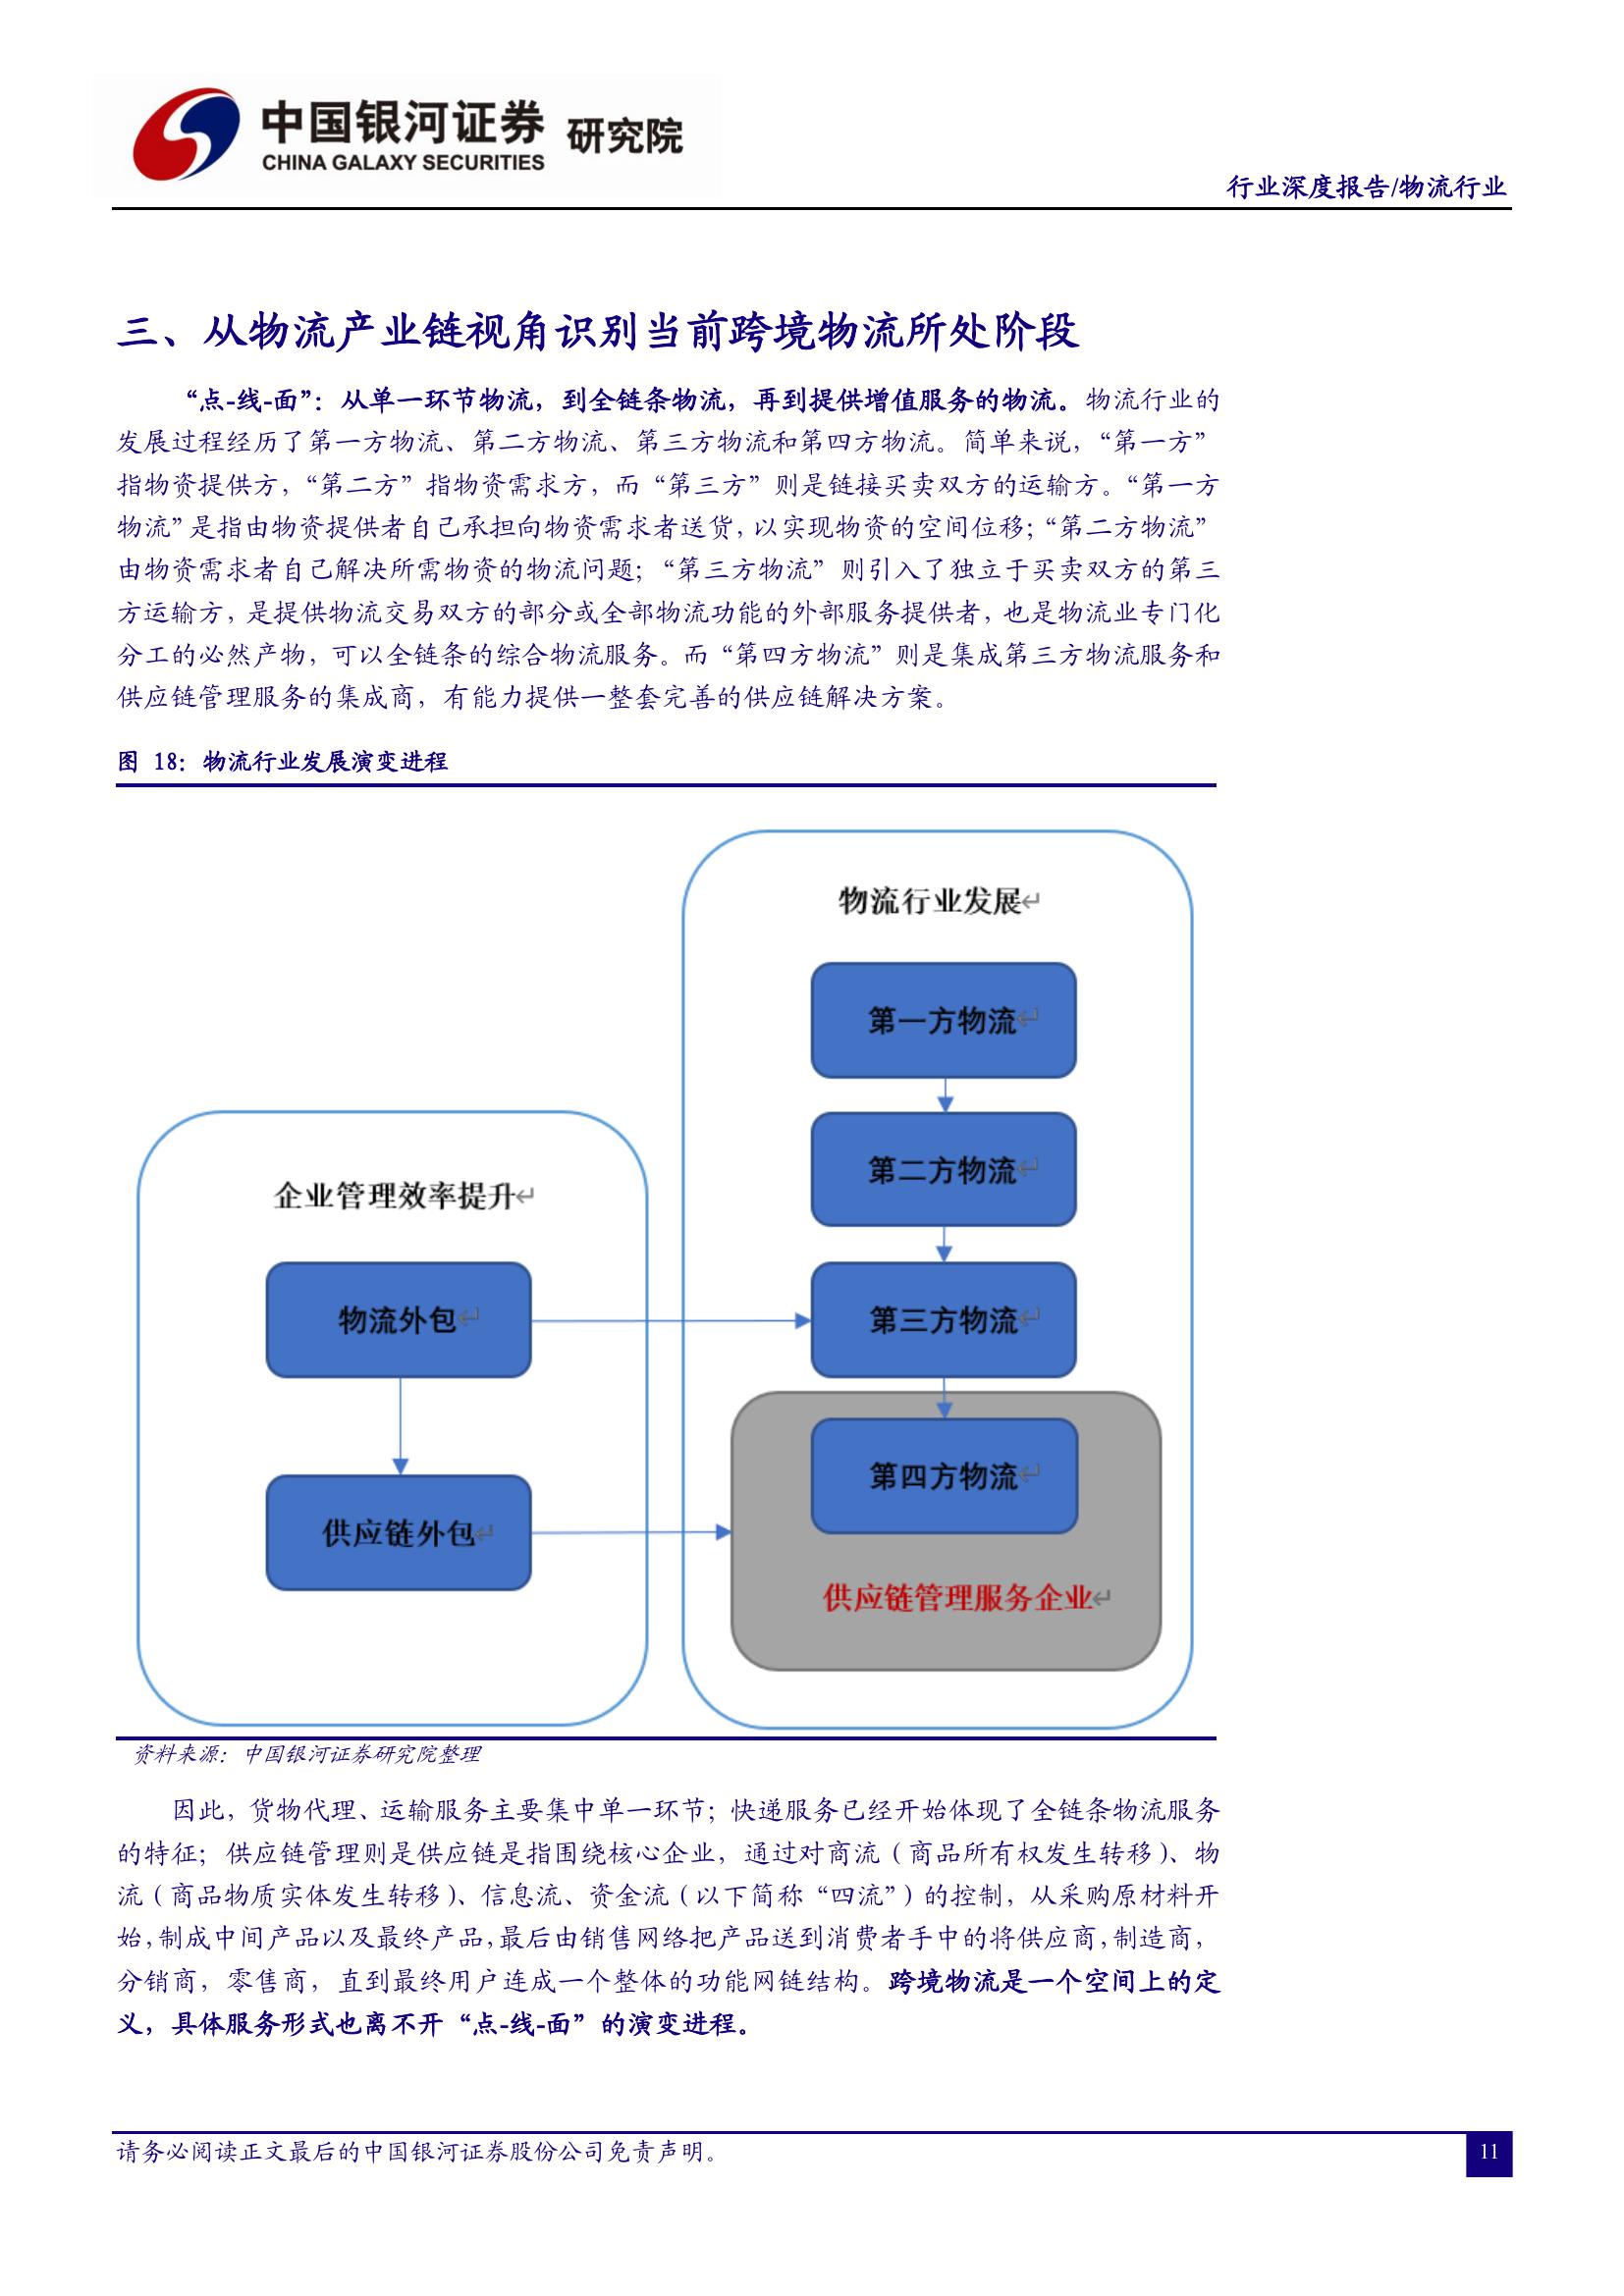 中国银河证券 研究院
CHINA GALAXY SECURITIES
行业深度报告/物流行业
三、从物流产业链视角识别当前跨境物流所处阶段
“点-线-面”：从单一环节物流，到全链条物流，再到提供增值服务的物流。物流行业的
发展过程经历了第一方物流、第二方物流、第三方物流和第四方物流。简单来说，“第一方”
指物资提供方，“第二方”指物资需求方，而“第三方”则是链接买卖双方的运输方。“第一方
物流”是指由物资提供者自己承担向物资需求者送货，以实现物资的空间位移；“第二方物流”
由物资需求者自己解决所需物资的物流问题；“第三方物流”则引入了独立于买卖双方的第三
方运输方，是提供物流交易双方的部分或全部物流功能的外部服务提供者，也是物流业专门化
分工的必然产物，可以全链条的综合物流服务。而“第四方物流”则是集成第三方物流服务和
供应链管理服务的集成商，有能力提供一整套完善的供应链解决方案。
图 18：物流行业发展演变进程
物流行业发展↵
第一方物流↵
第二方物流↵
企业管理效率提升↵
物流外包↵
第三方物流↵
第四方物流↵
供应链外包↵
供应链管理服务企业↵
资料来源：中国银河证券研究院整理
因此，货物代理、运输服务主要集中单一环节；快递服务已经开始体现了全链条物流服务
的特征；供应链管理则是供应链是指围绕核心企业，通过对商流（商品所有权发生转移）、物
流（商品物质实体发生转移）、信息流、资金流（以下简称“四流”）的控制，从采购原材料开
始，制成中间产品以及最终产品，最后由销售网络把产品送到消费者手中的将供应商，制造商，
分销商，零售商，直到最终用户连成一个整体的功能网链结构。跨境物流是一个空间上的定
义，具体服务形式也离不开“点-线-面”的演变进程。
请务必阅读正文最后的中国银河证券股份公司免责声明。
11